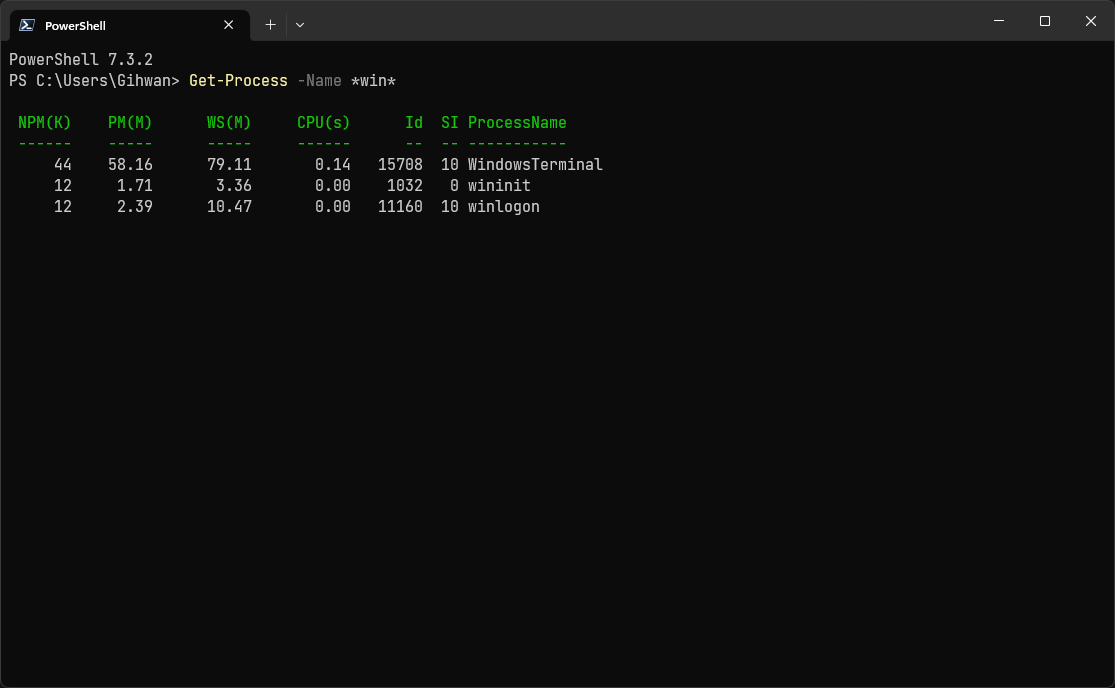 PowerShell
PowerShell 7.3.2
PS C:\Users\Gihwan> Get-Process -Name *win*
NPM(K)    PM(M)      WS(M)     CPU(s)      Id  SI ProcessName
------    -----      -----     ------      --  -- -----------
    44    58.16      79.11       0.14   15708  10 WindowsTerminal
    12     1.71       3.36       0.00    1032   0 wininit
    12     2.39      10.47       0.00   11160  10 winlogon